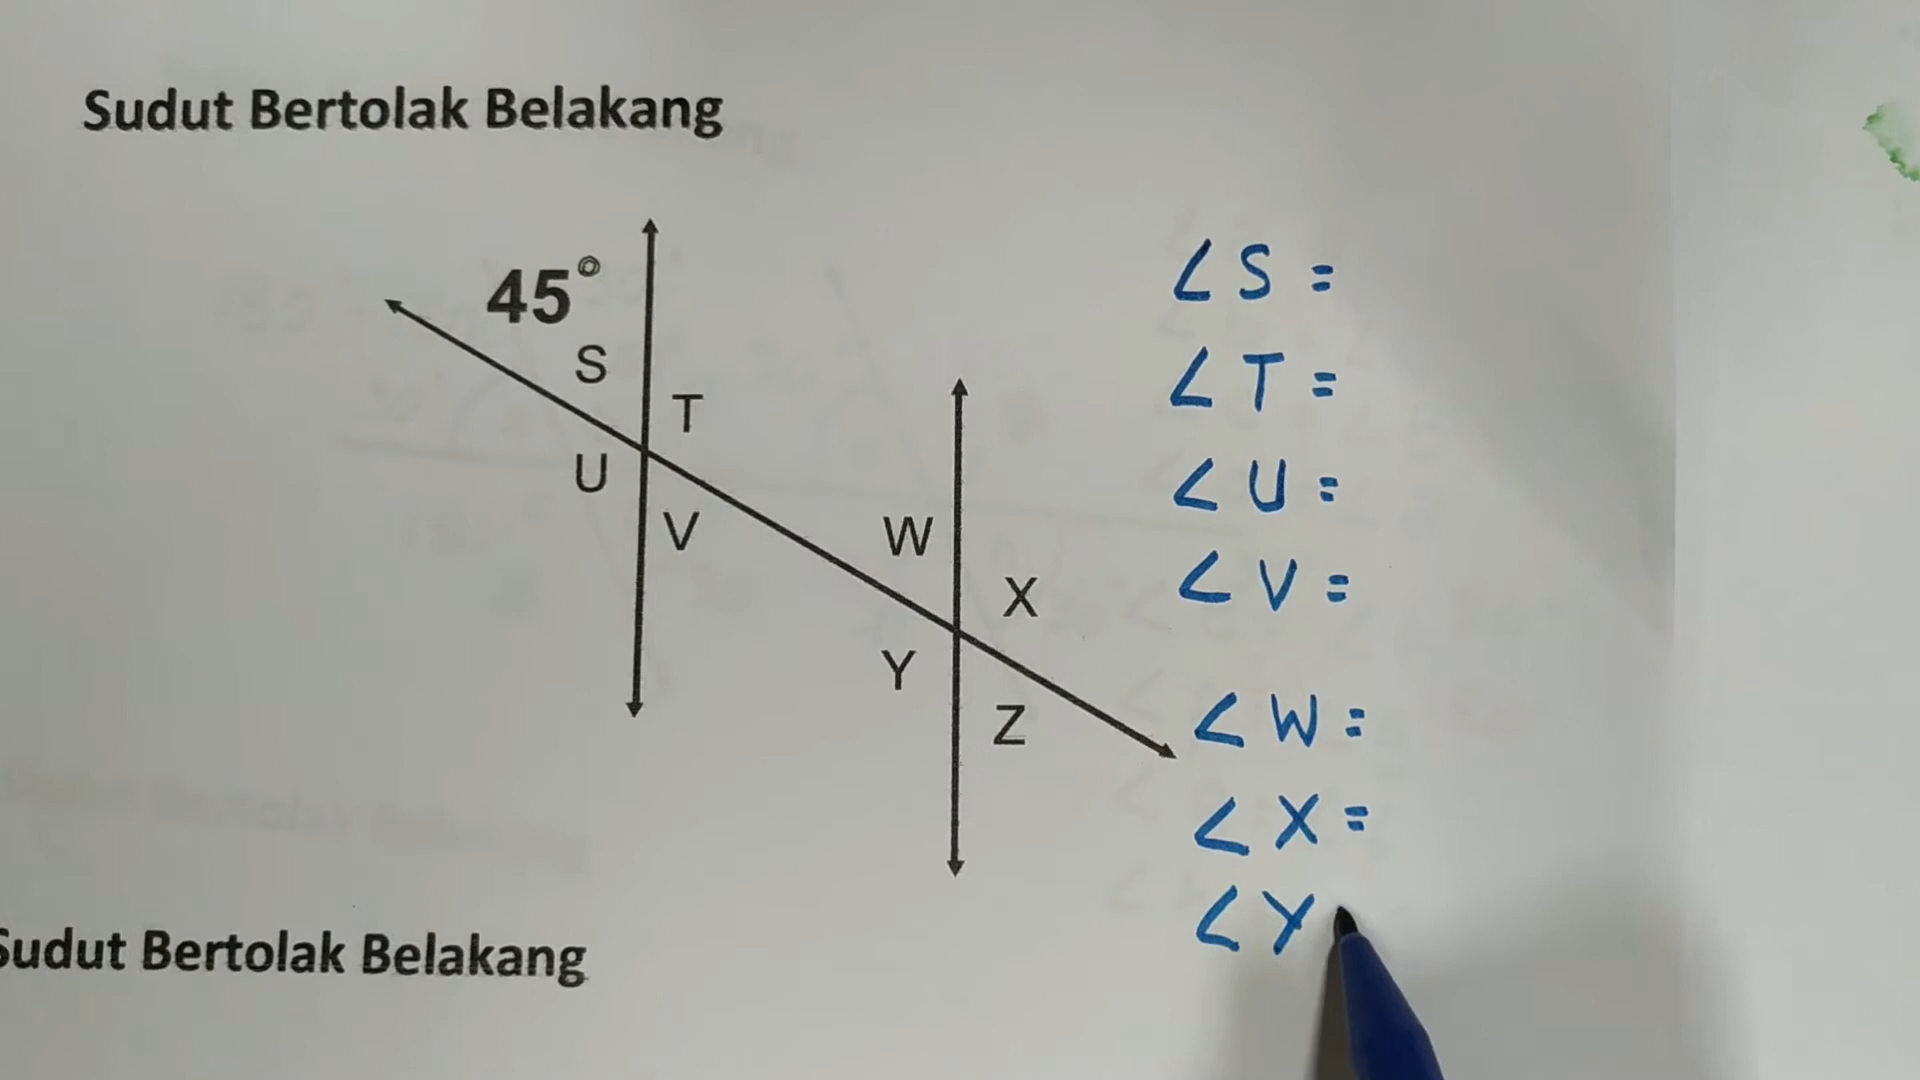 Sudut Bertolak Belakang
45°
S
T
U
V
W
X
Y
Z
∠ S =
∠ T =
∠ U =
∠ V =
∠ W =
∠ X =
∠ Y
Sudut Bertolak Belakang